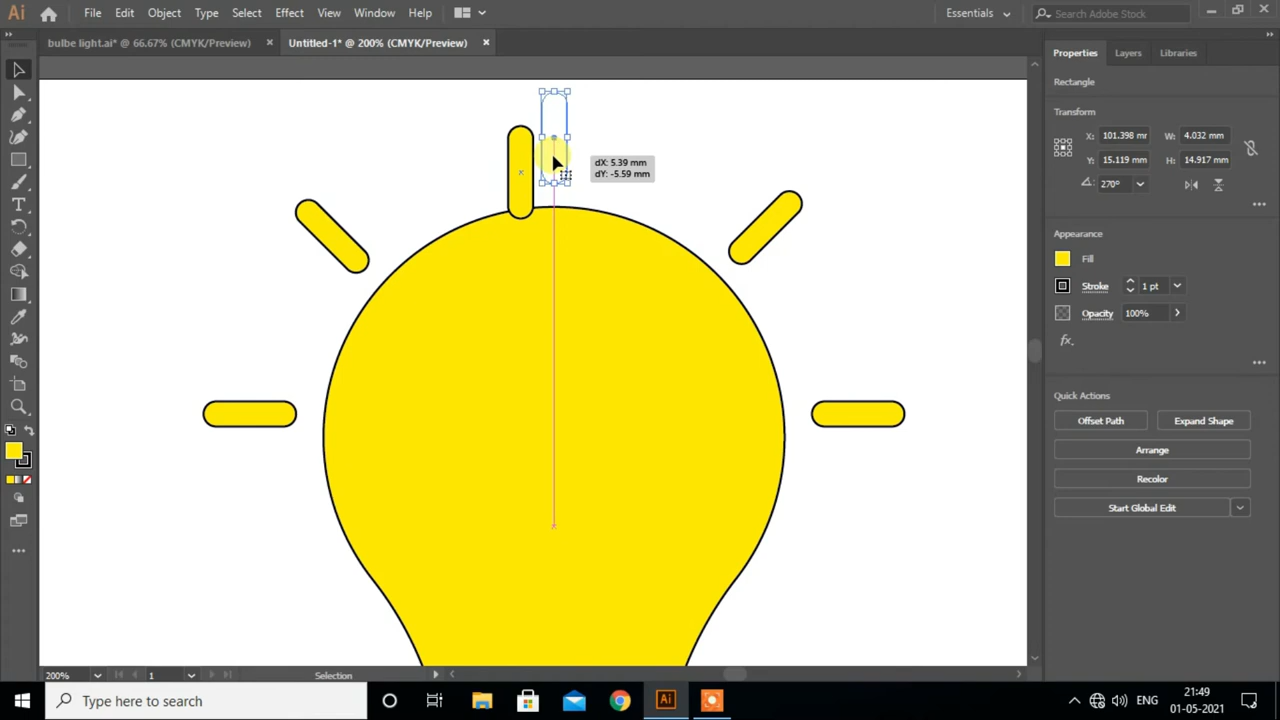 Ai
File
Edit
Object
Type
Select
Effect
View
Window
Help
Essentials
Search Adobe Stock
bulbe light.ai* @ 66.67% (CMYK/Preview)
Untitled-1* @ 200% (CMYK/Preview)
Properties
Layers
Libraries
Rectangle
Transform
X: 101.398 mm
W: 4.032 mm
Y: 15.119 mm
H: 14.917 mm
270°
dX: 5.39 mm
dY: -5.59 mm
Appearance
Fill
Stroke
1 pt
Opacity
100%
fx.
Quick Actions
Offset Path
Expand Shape
Arrange
Recolor
Start Global Edit
200%
1
Selection
Type here to search
Ai
ENG
21:49
01-05-2021